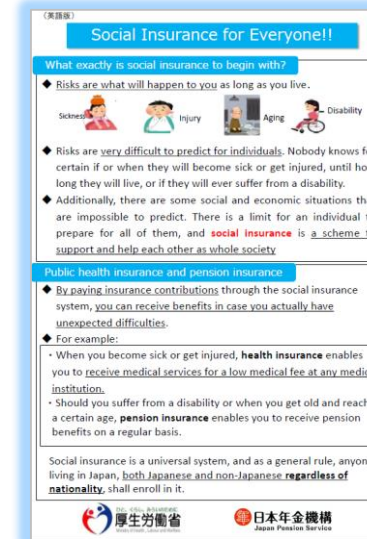 （英語版）
Social Insurance for Everyone!!
What exactly is social insurance to begin with?
◆ Risks are what will happen to you as long as you live.
Sickness
Injury
Aging
Disability
◆ Risks are very difficult to predict for individuals. Nobody knows
certain if or when they will become sick or get injured, until
long they will live, or if they will ever suffer from a disability.
◆ Additionally, there are some social and economic situations
are impossible to predict. There is a limit for an individual
prepare for all of them, and social insurance is a scheme
support and help each other as whole society
Public health insurance and pension insurance
◆ By paying insurance contributions through the social insurance
system, you can receive benefits in case you actually have
unexpected difficulties.
◆ For example:
・When you become sick or get injured, health insurance enables
you to receive medical services for a low medical fee at any
institution.
・Should you suffer from a disability or when you get old and
a certain age, pension insurance enables you to receive pension
benefits on a regular basis.
Social insurance is a universal system, and as a general rule,
living in Japan, both Japanese and non-Japanese regardless of
nationality, shall enroll in it.
厚生労働省
日本年金機構
Japan Pension Service